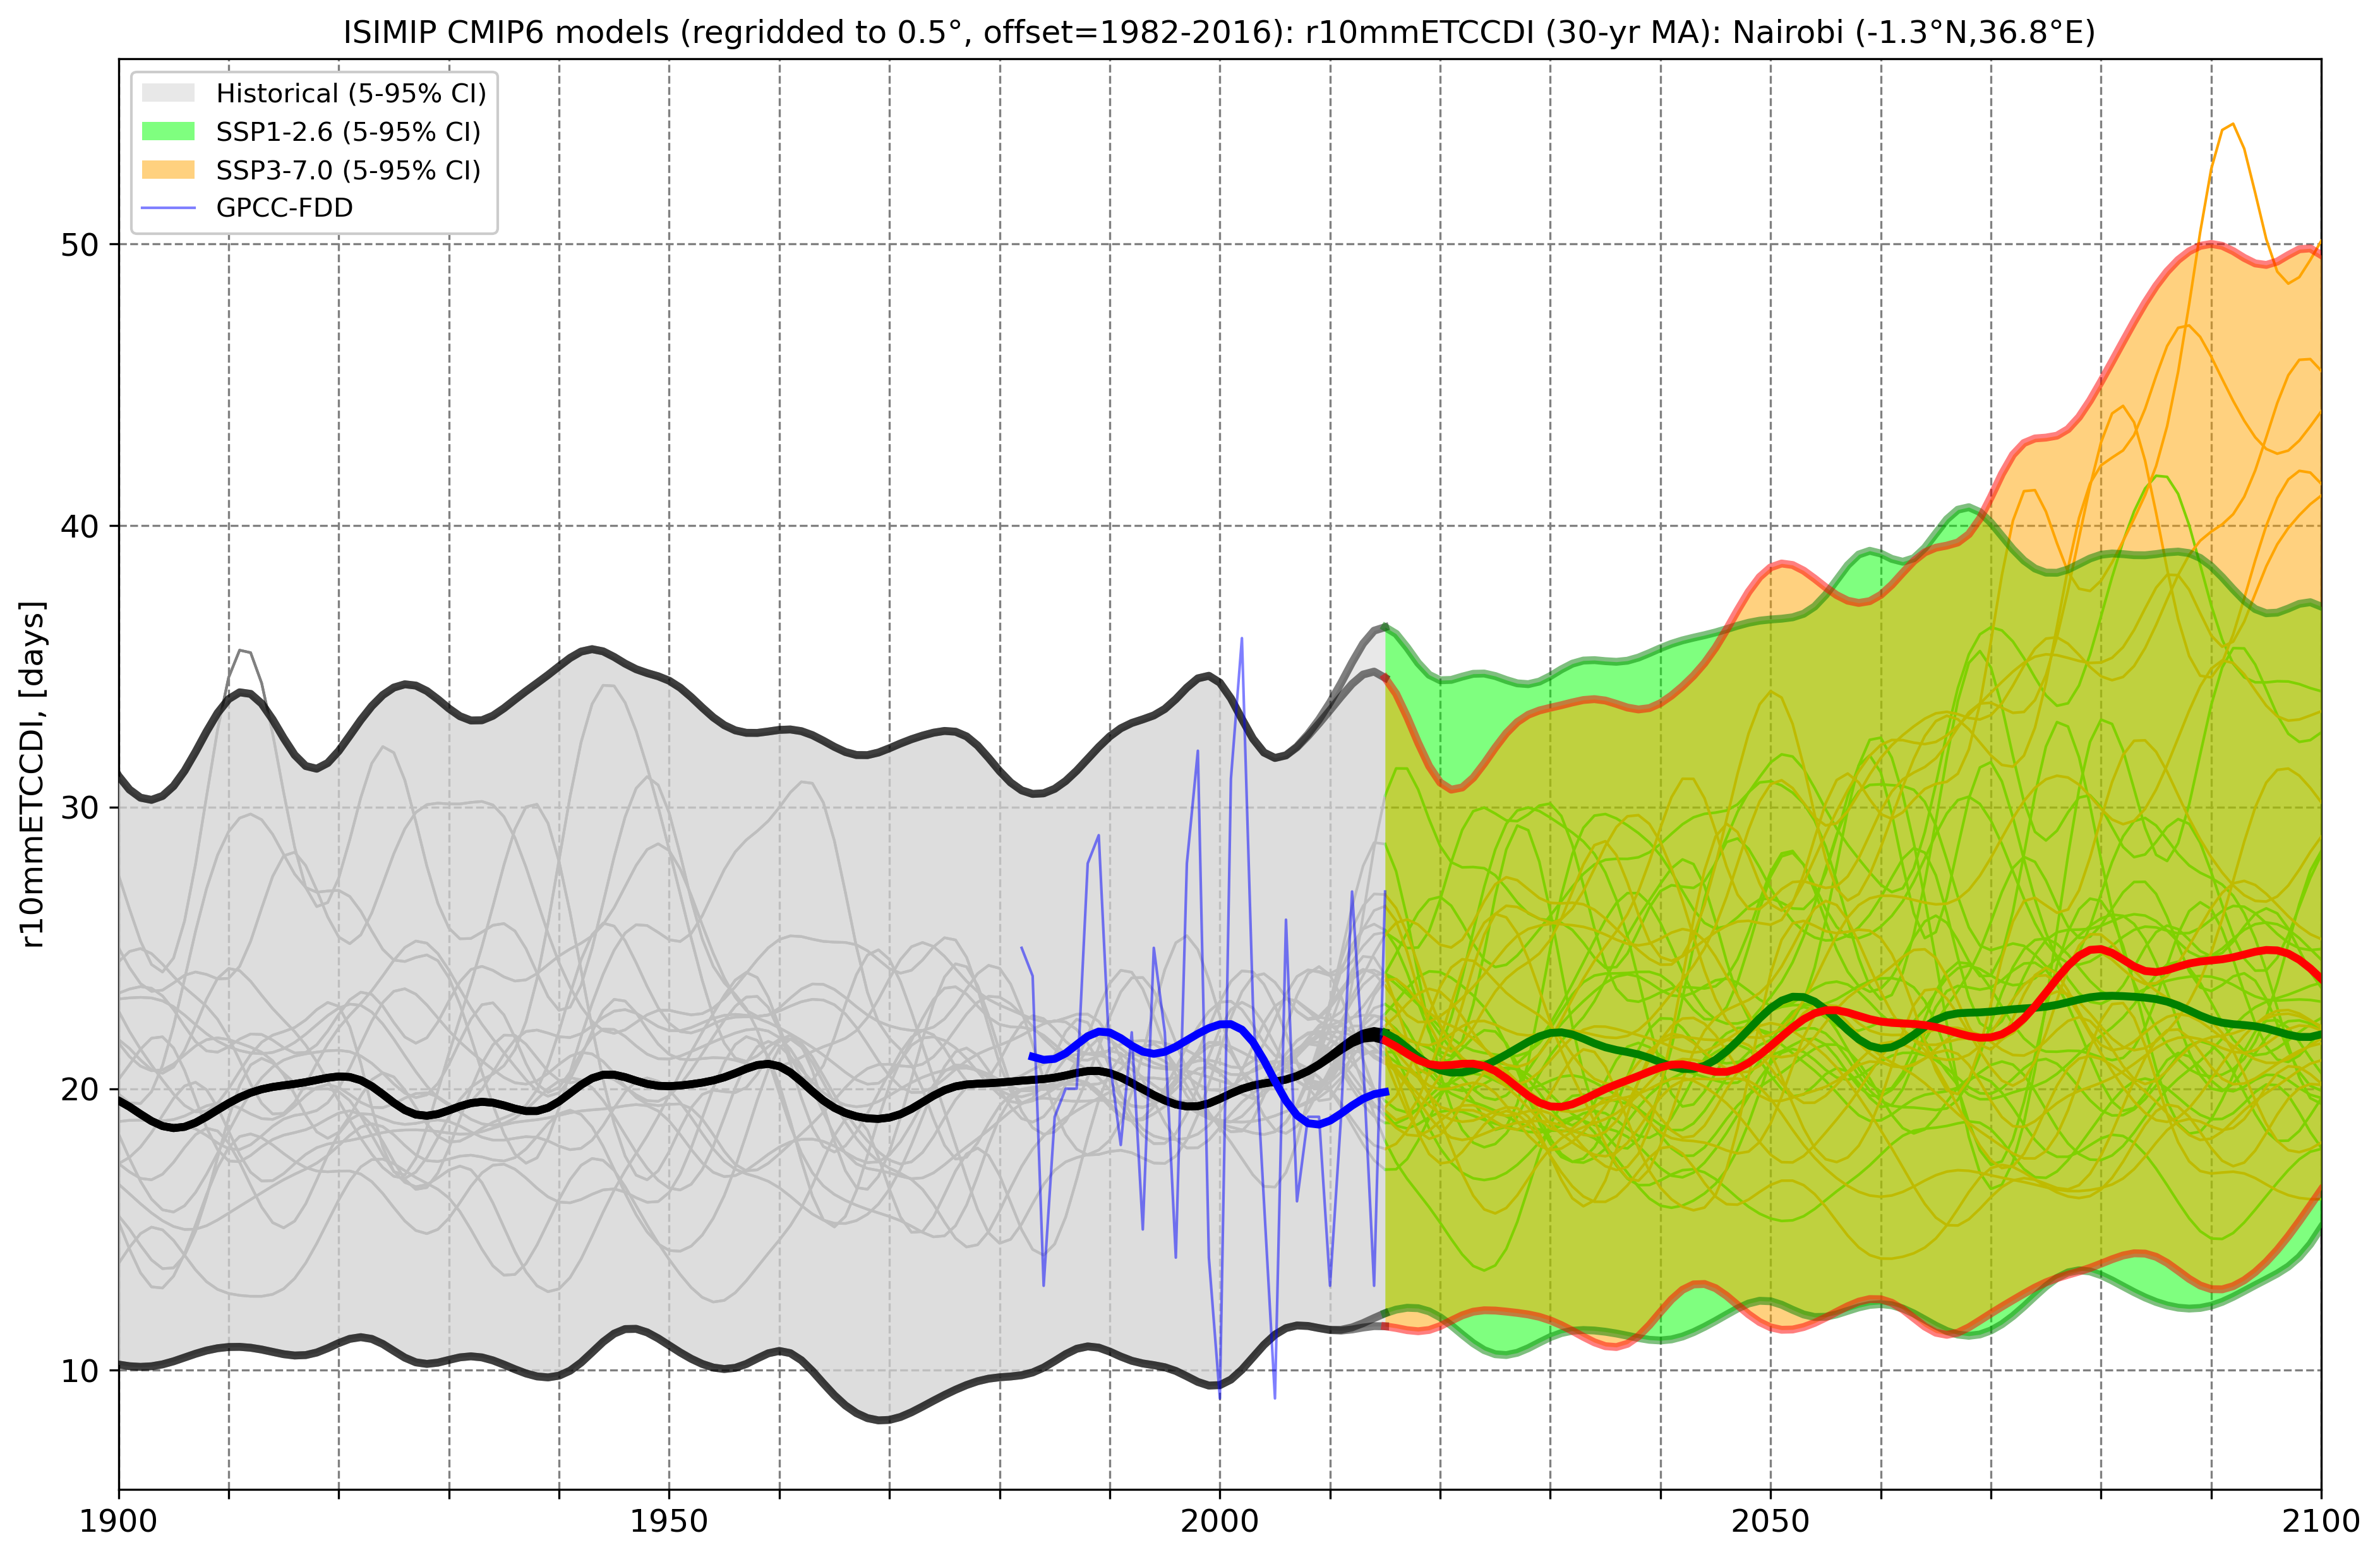 ISIMIP CMIP6 models (regridded to 0.5°, offset=1982-2016): r10mmETCCDI (30-yr MA): Nairobi (-1.3°N,36.8°E)
Historical (5-95% CI)
SSP1-2.6 (5-95% CI)
SSP3-7.0 (5-95% CI)
GPCC-FDD
r10mmETCCDI, [days]
50
40
30
20
10
1900
1950
2000
2050
2100